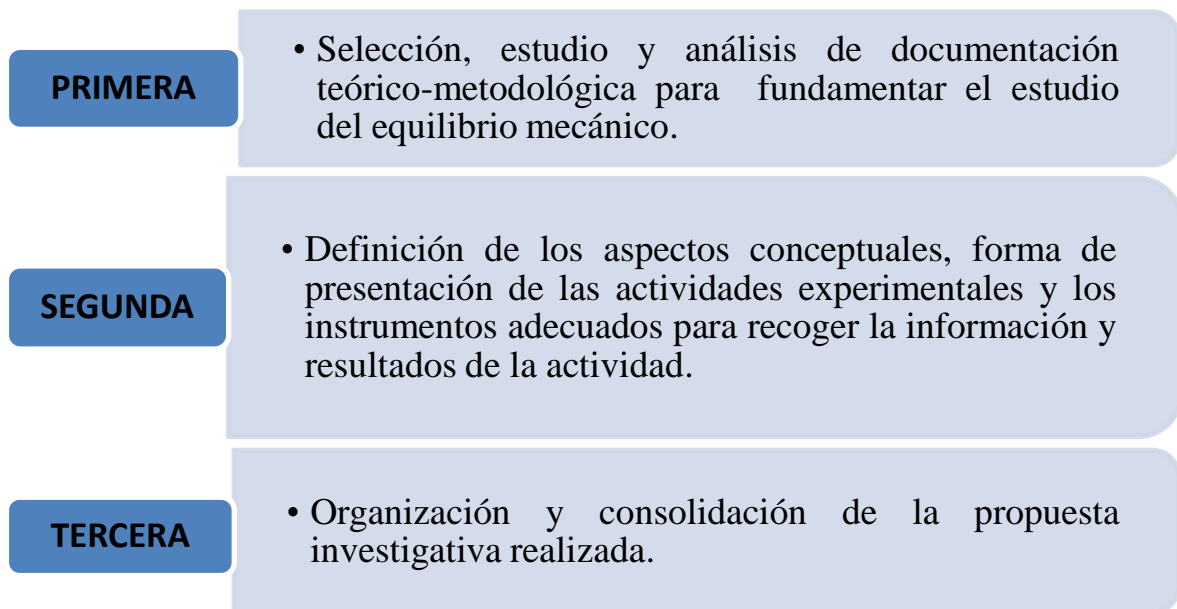 PRIMERA
• Selección, estudio y análisis de documentación
teórico-metodológica para fundamentar el estudio
del equilibrio mecánico.
SEGUNDA
• Definición de los aspectos conceptuales, forma de
presentación de las actividades experimentales y los
instrumentos adecuados para recoger la información y
resultados de la actividad.
TERCERA
• Organización y consolidación de la propuesta
investigativa realizada.